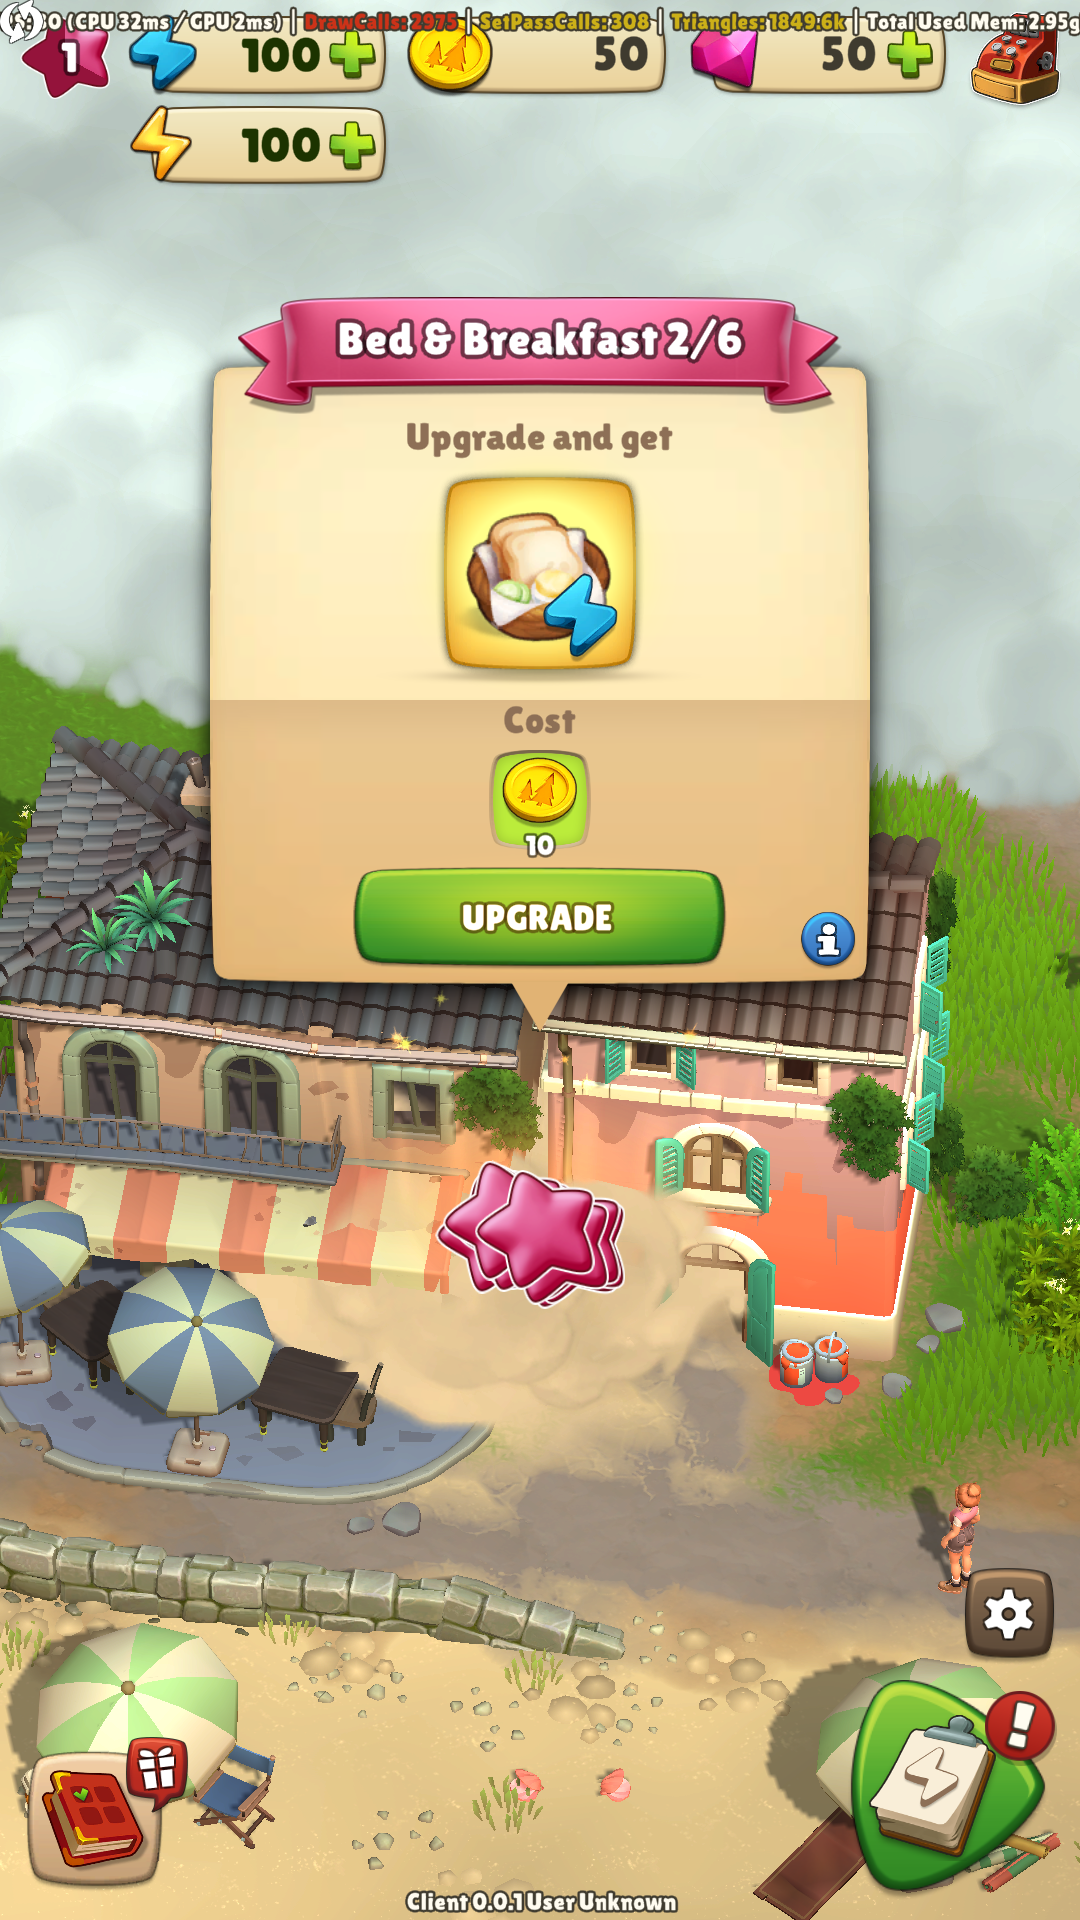 30 (CPU 32ms / GPU 2ms) | DrawCalls: 2975 | SetPassCalls: 308 | Triangles: 1849.6k | Total Used Mem: 2.95g
1
100
50
50
100
Bed & Breakfast 2/6
Upgrade and get
Cost
10
UPGRADE
Client 0.0.1 User Unknown